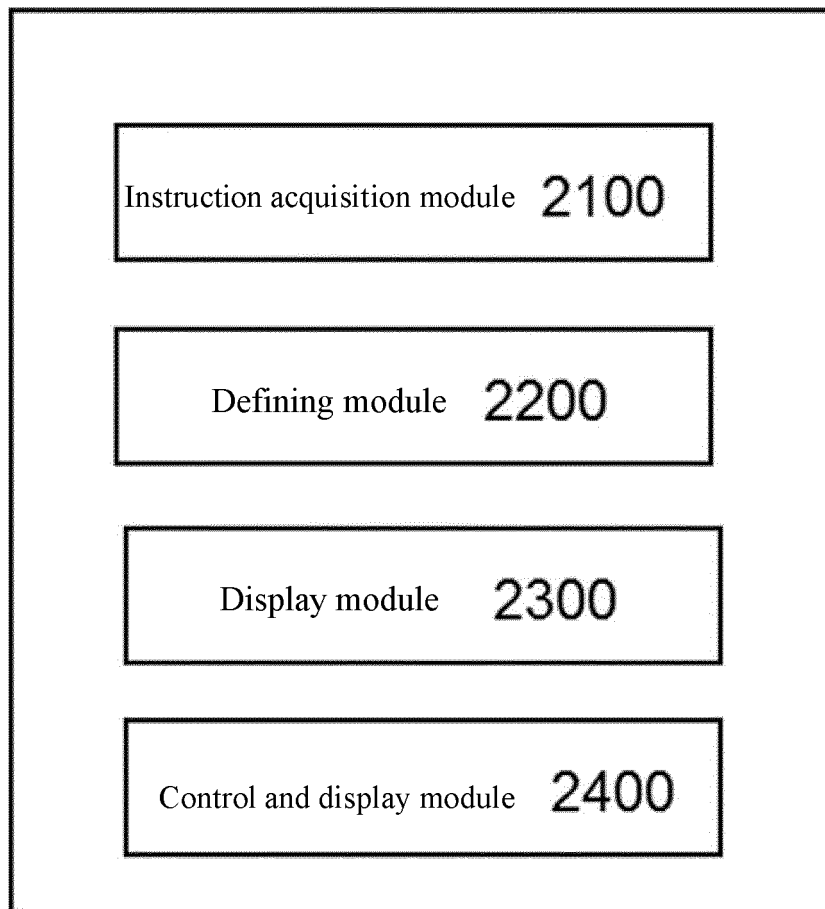 Instruction acquisition module 2100
Defining module 2200
Display module 2300
Control and display module 2400